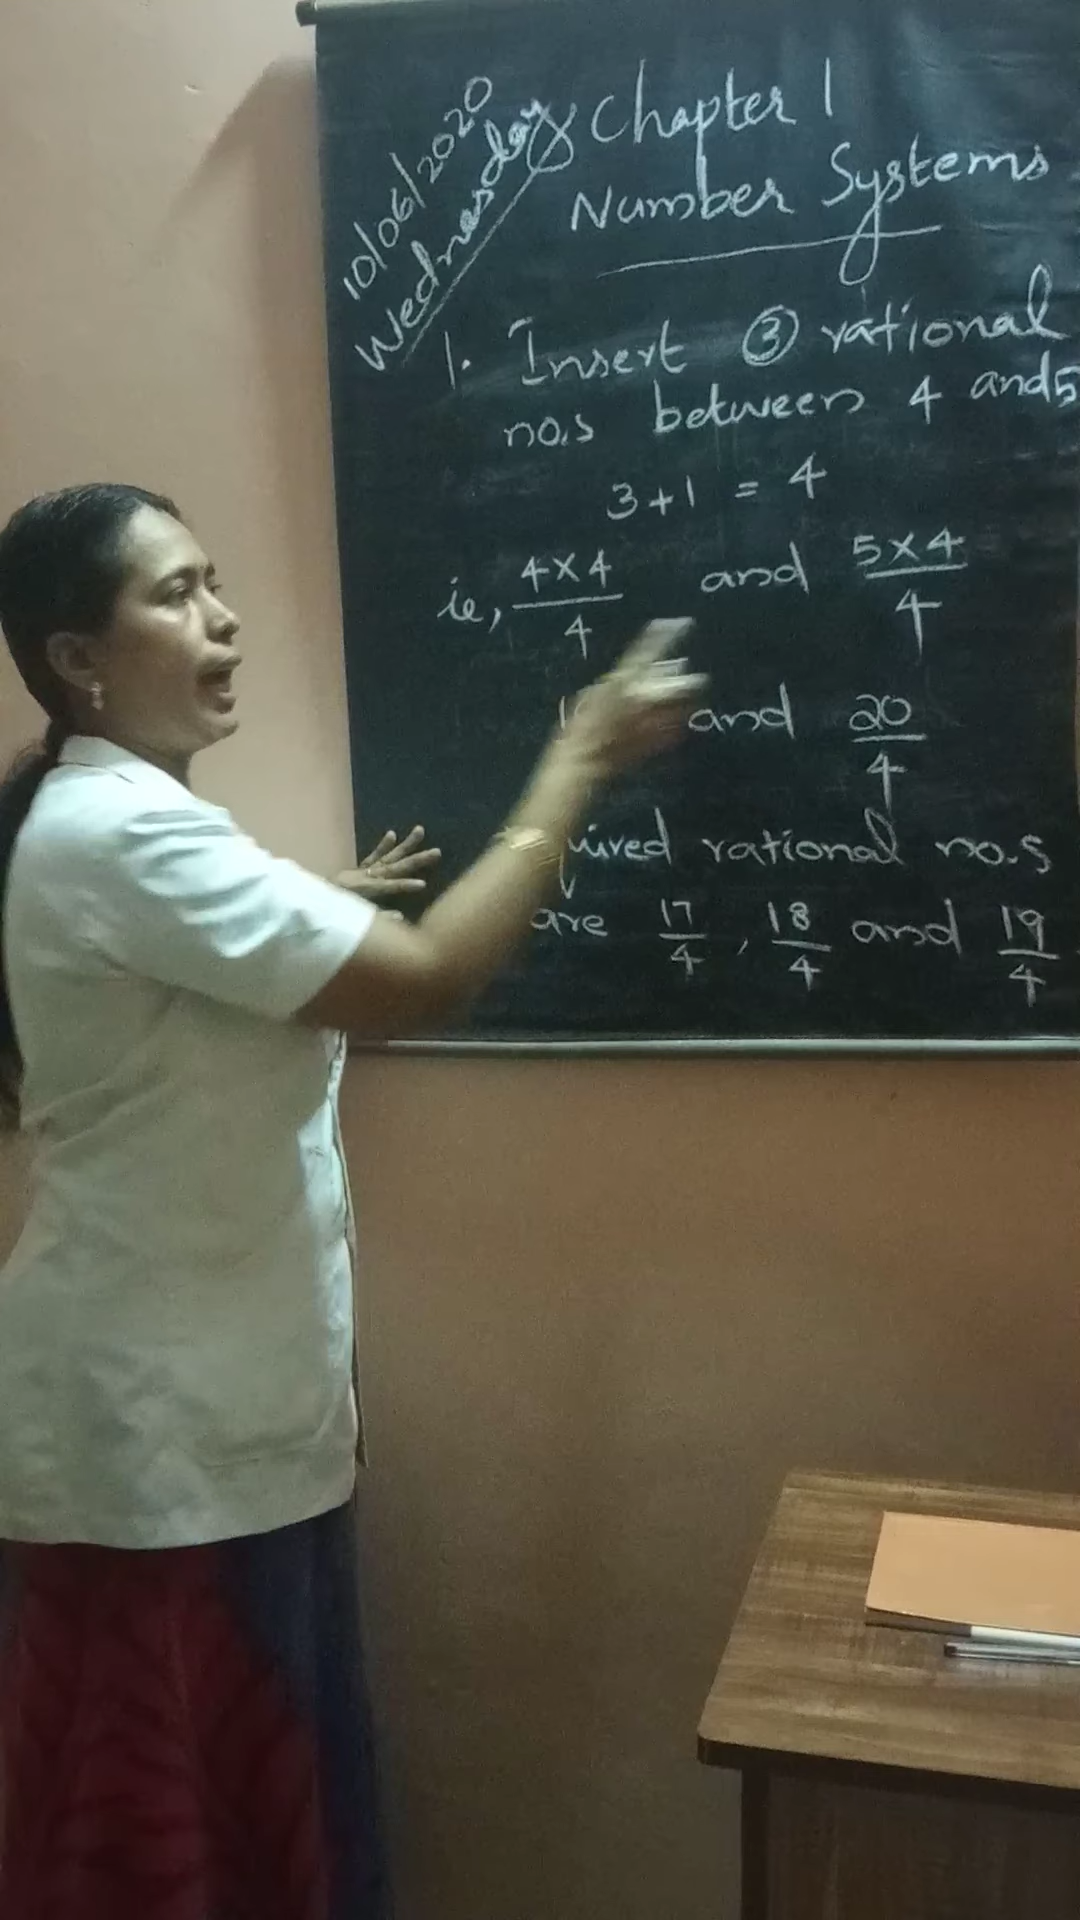 10/06/2020
Wednesday
Chapter 1
Number Systems
1. Insert ③ rational
no.s between 4 and 5
3+1 = 4
ie, 4×4/4 and 5×4/4
and 20/4
rational no.s
are 17/4, 18/4 and 19/4